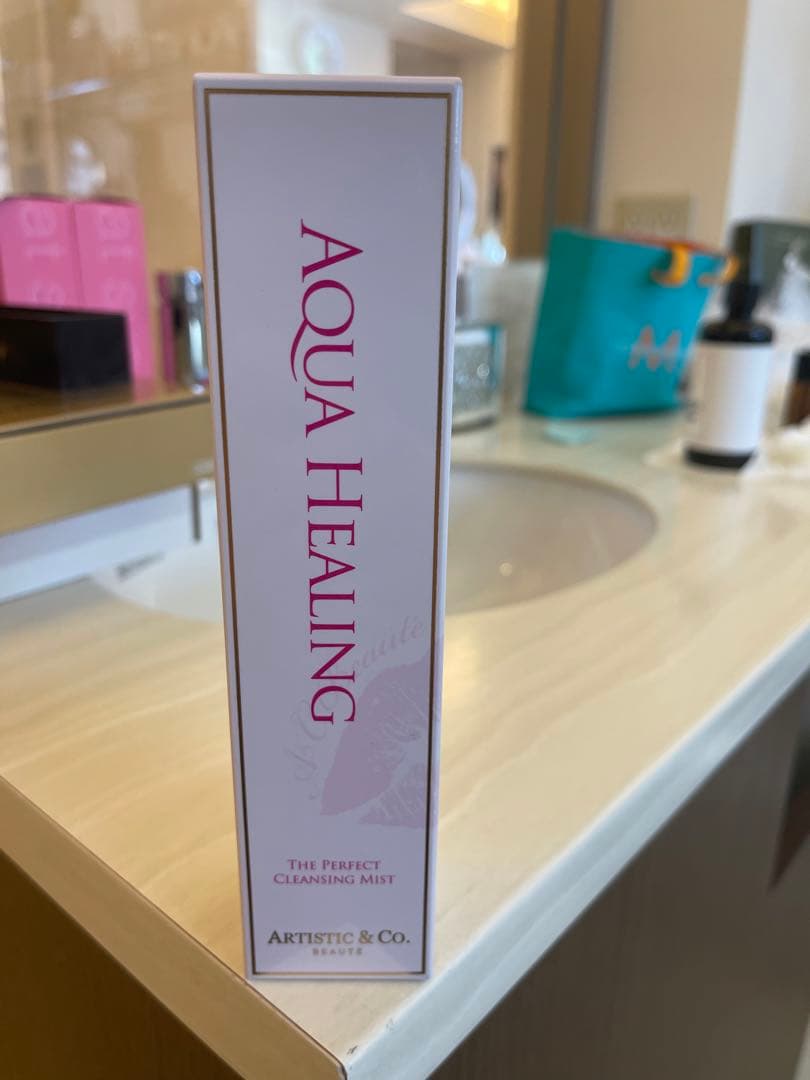 AQUA HEALING
THE PERFECT
CLEANSING MIST
ARTISTIC & CO.
BEAUTÉ